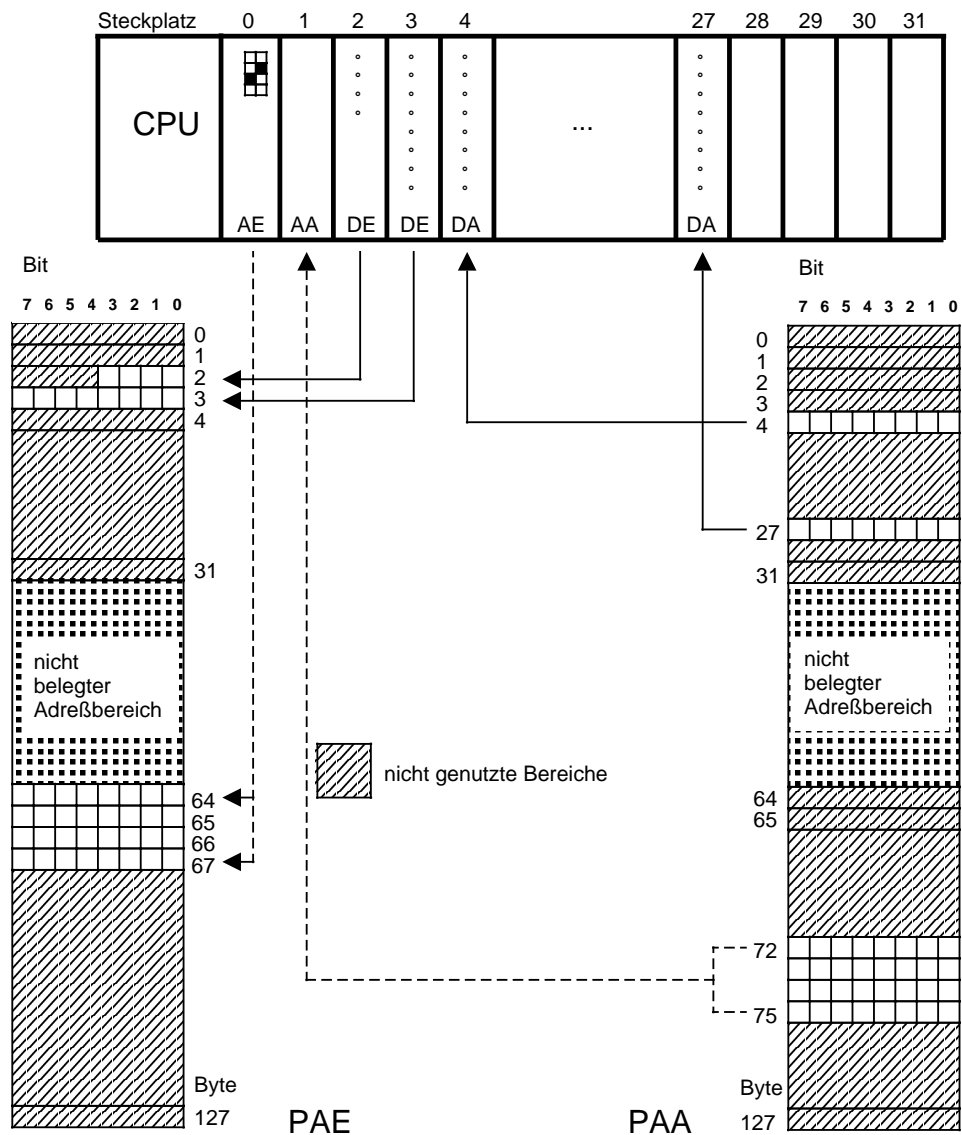 Steckplatz 0 1 2 3 4 27 28 29 30 31
CPU
...
AE AA DE DE DA DA
Bit
7 6 5 4 3 2 1 0
0
1
2
3
4
31
nicht
belegter
Adreßbereich
64
65
66
67
Byte
127
PAE
nicht genutzte Bereiche
Bit
7 6 5 4 3 2 1 0
0
1
2
3
4
27
31
nicht
belegter
Adreßbereich
64
65
72
75
Byte
127
PAA